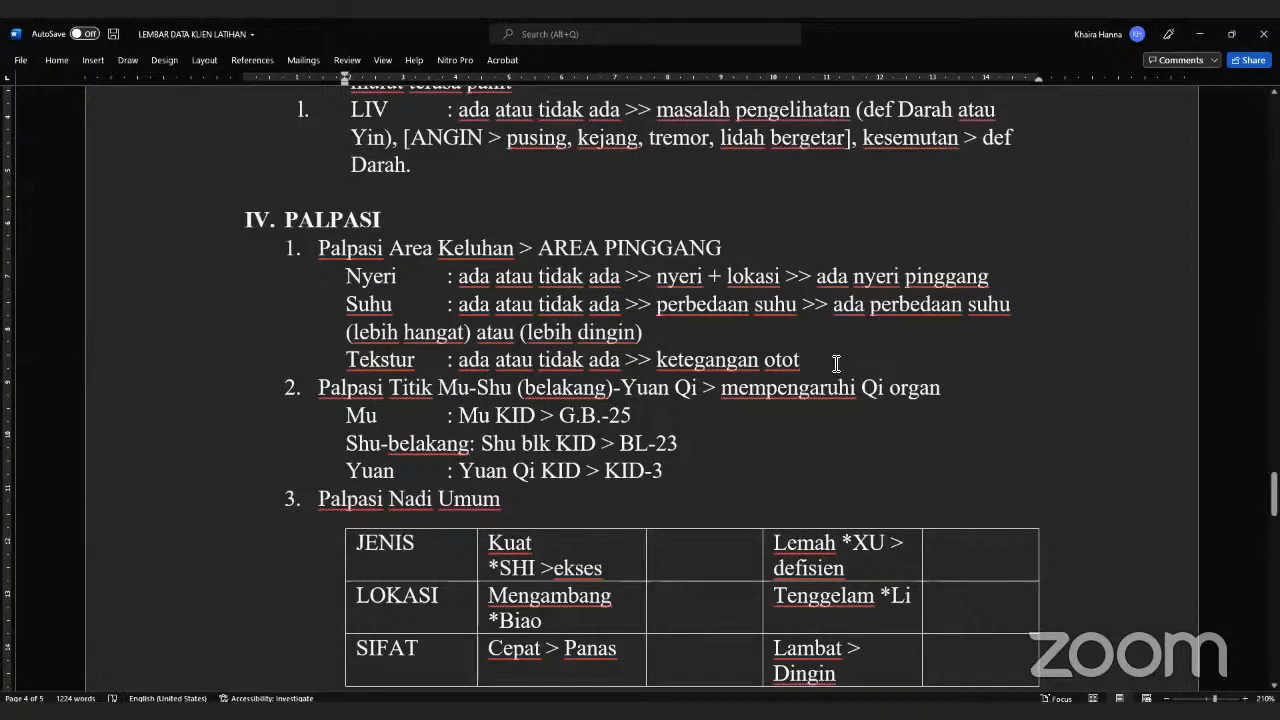 AutoSave Off LEMBAR DATA KLIEN LATIHAN Search (Alt+Q) Khaira Hanna KH
File Home Insert Draw Design Layout References Mailings Review View Help Nitro Pro Acrobat Comments Share
l. LIV : ada atau tidak ada >> masalah pengelihatan (def Darah atau
Yin), [ANGIN > pusing, kejang, tremor, lidah bergetar], kesemutan > def
Darah.
IV. PALPASI
1. Palpasi Area Keluhan > AREA PINGGANG
Nyeri : ada atau tidak ada >> nyeri + lokasi >> ada nyeri pinggang
Suhu : ada atau tidak ada >> perbedaan suhu >> ada perbedaan suhu
(lebih hangat) atau (lebih dingin)
Tekstur : ada atau tidak ada >> ketegangan otot
2. Palpasi Titik Mu-Shu (belakang)-Yuan Qi > mempengaruhi Qi organ
Mu : Mu KID > G.B.-25
Shu-belakang: Shu blk KID > BL-23
Yuan : Yuan Qi KID > KID-3
3. Palpasi Nadi Umum
JENIS Kuat Lemah *XU >
*SHI >ekses defisien
LOKASI Mengambang Tenggelam *Li
*Biao
SIFAT Cepat > Panas Lambat >
Dingin
zoom
Page 4 of 5 1224 words English (United States) Accessibility: Investigate Focus 210%